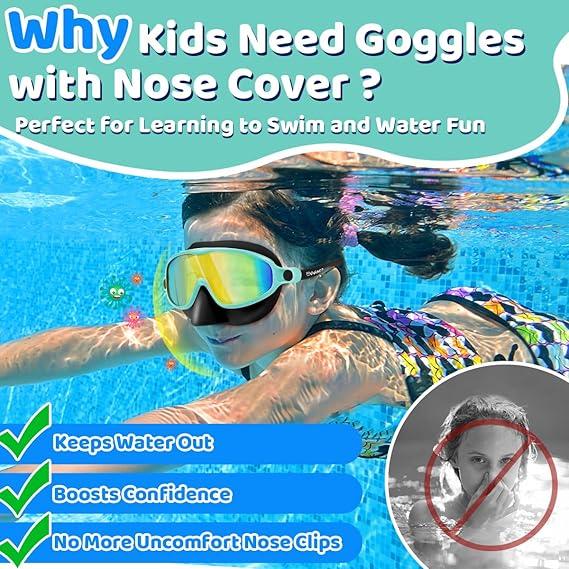 Why Kids Need Goggles
with Nose Cover ?
Perfect for Learning to Swim and Water Fun
Keeps Water Out
Boosts Confidence
No More Uncomfort Nose Clips